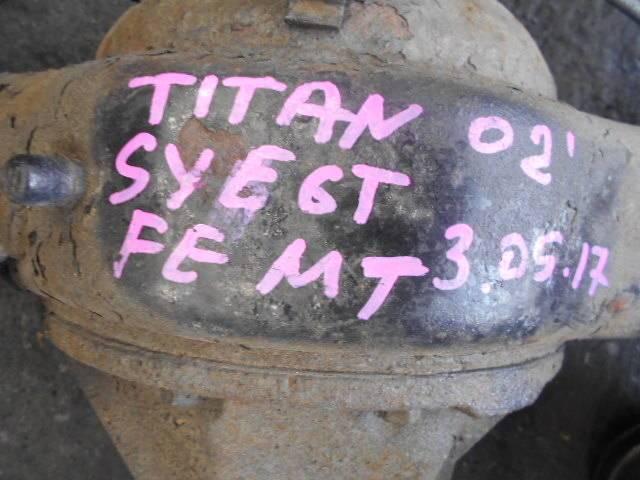 TITAN 02'
SYE6T
FE MT 3.05.17